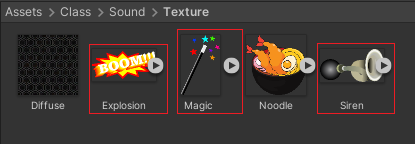 Assets > Class > Sound > Texture
BOOM!!!
Diffuse Explosion Magic Noodle Siren